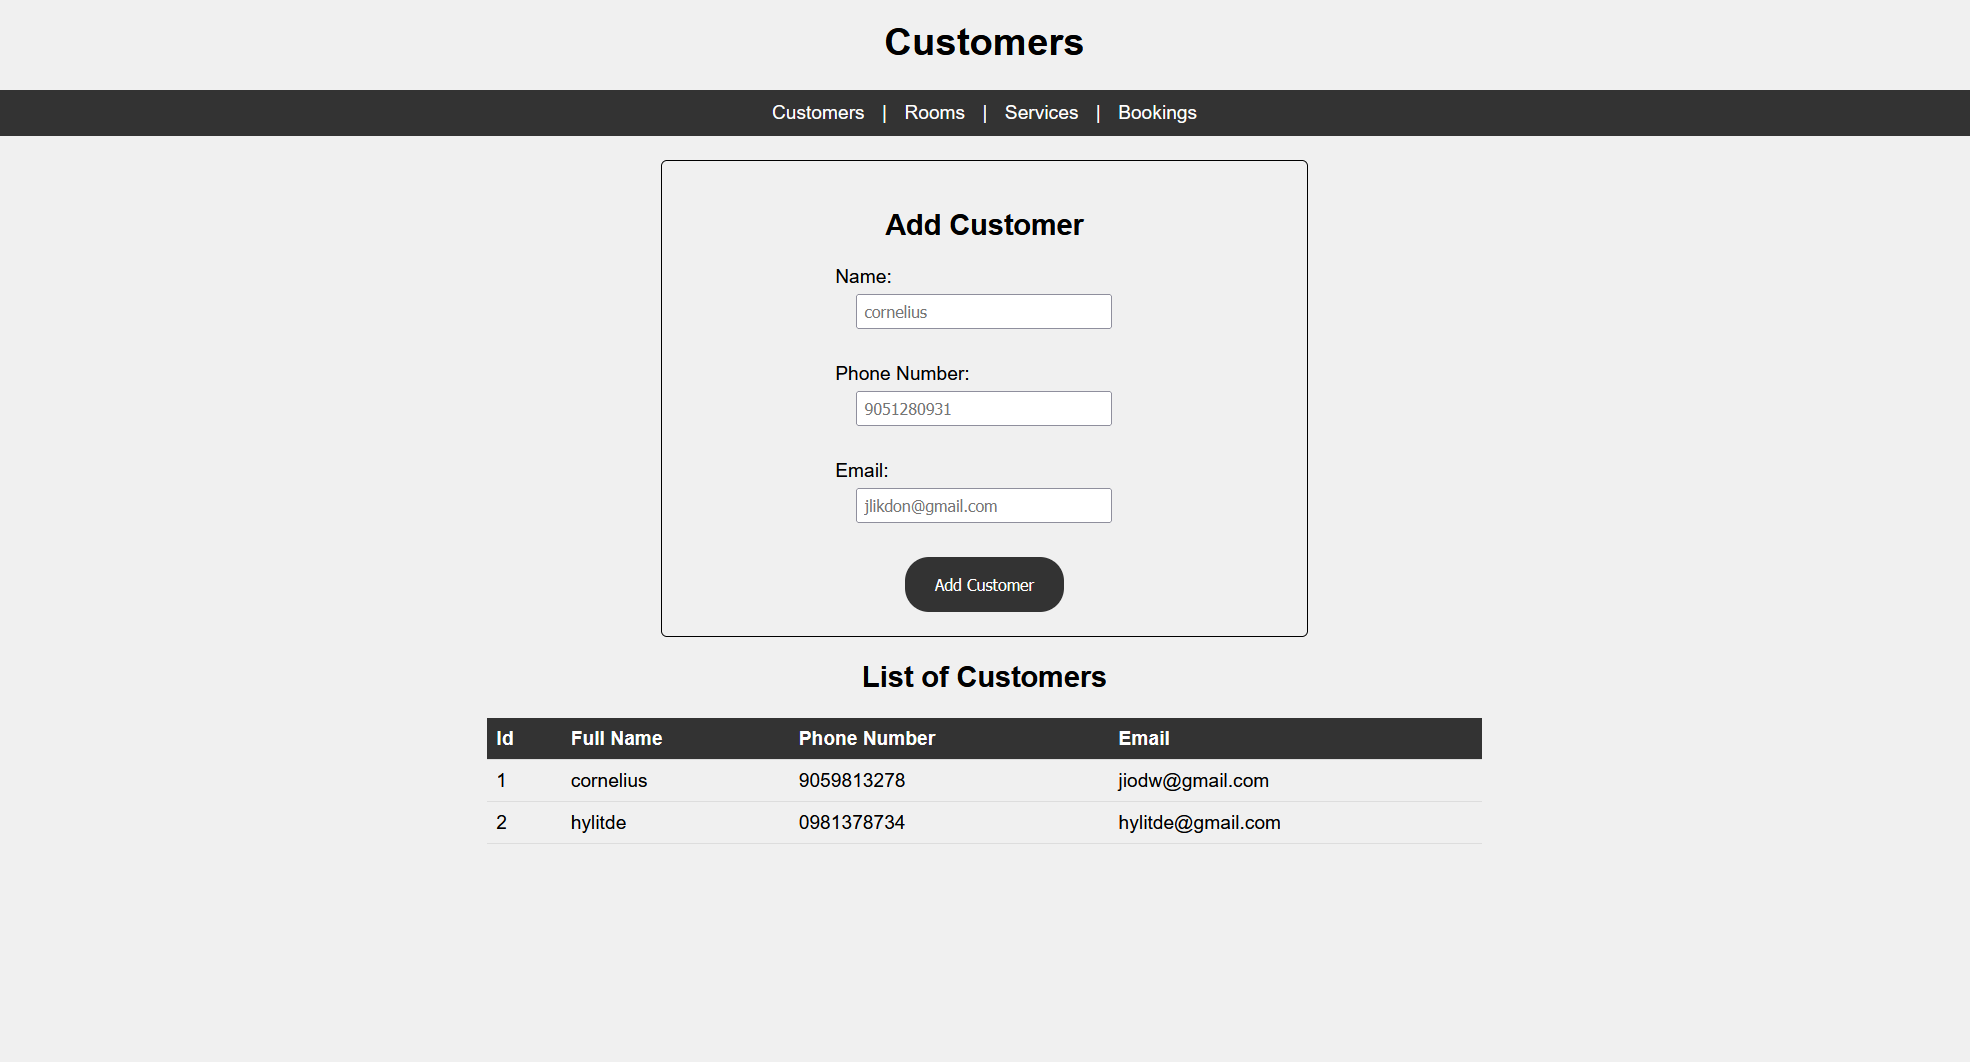 Customers
Customers | Rooms | Services | Bookings
Add Customer
Name:
cornelius
Phone Number:
9051280931
Email:
jlikdon@gmail.com
Add Customer
List of Customers
Id Full Name Phone Number Email
1 cornelius 9059813278 jiodw@gmail.com
2 hylitde 0981378734 hylitde@gmail.com